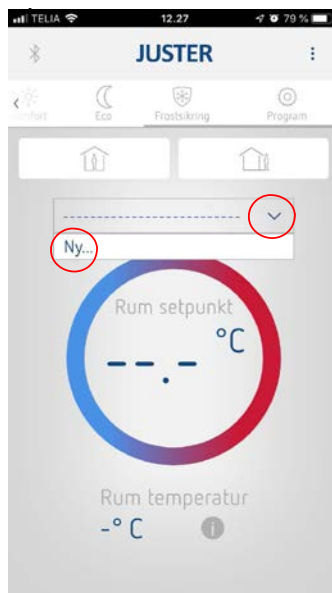 TELIA 12.27 79 %
JUSTER
Eco Frostsikring Program
--------------------------
Ny...
Rum setpunkt
--.- °C
Rum temperatur
-° C i